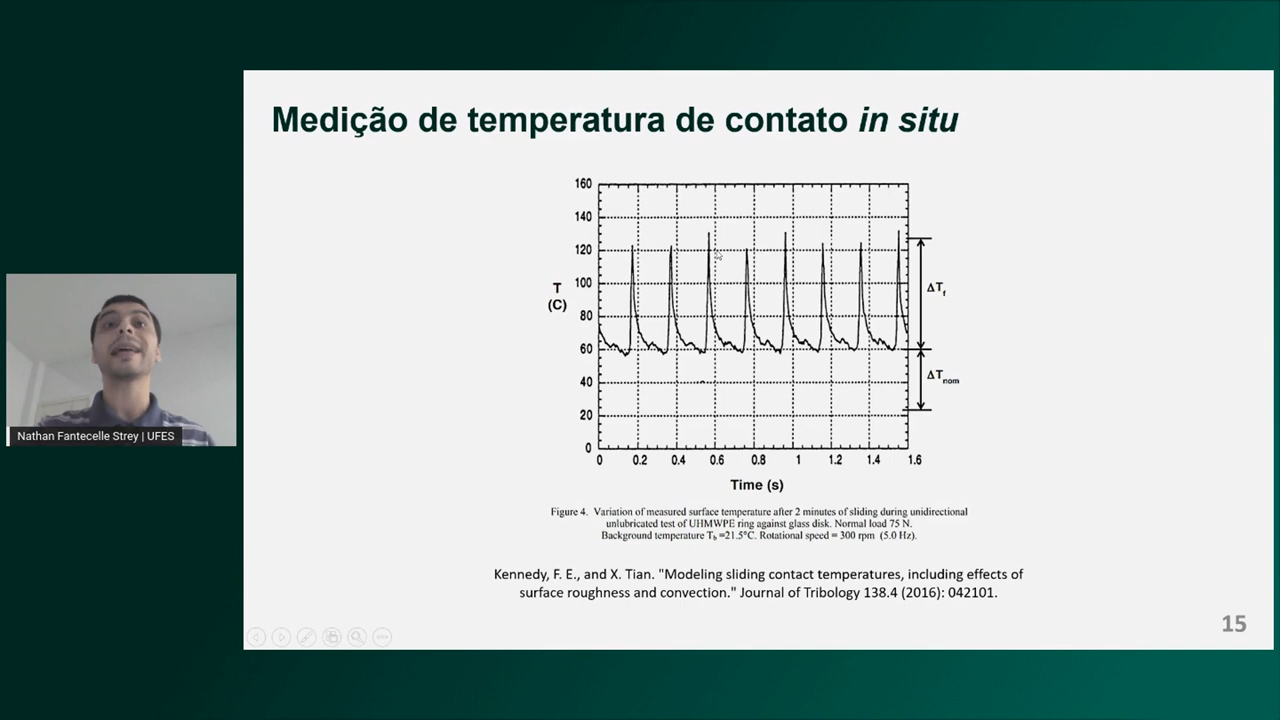 Medição de temperatura de contato in situ
160
140
120
100
80
60
40
20
0
T
(C)
0 0.2 0.4 0.6 0.8 1 1.2 1.4 1.6
Time (s)
ΔTf
ΔTnom
Figure 4. Variation of measured surface temperature after 2 minutes of sliding during unidirectional
unlubricated test of UHMWPE ring against glass disk. Normal load 75 N.
Background temperature Tb =21.5°C. Rotational speed = 300 rpm (5.0 Hz).
Kennedy, F. E., and X. Tian. "Modeling sliding contact temperatures, including effects of
surface roughness and convection." Journal of Tribology 138.4 (2016): 042101.
15
Nathan Fantecelle Strey | UFES